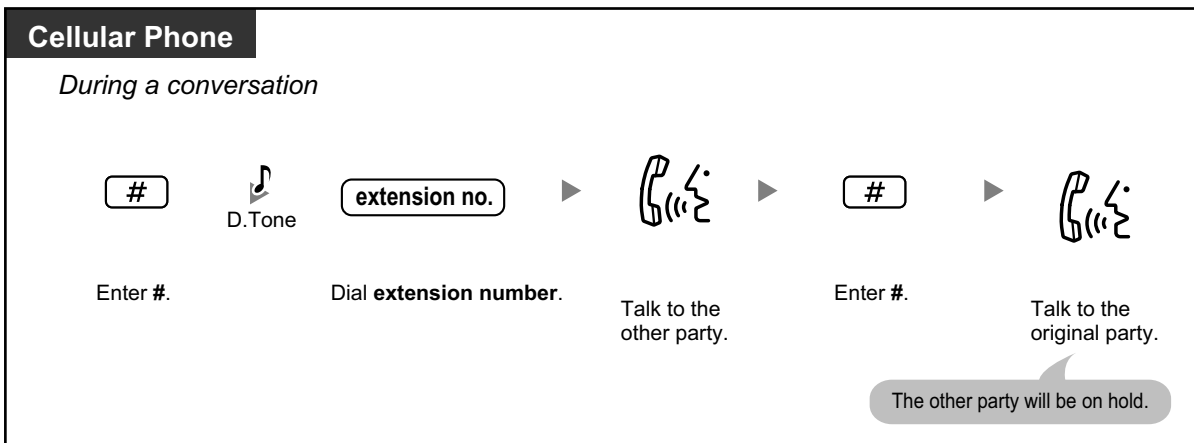 Cellular Phone
During a conversation
#
D.Tone
extension no.
#
Enter #.
Dial extension number.
Talk to the
other party.
Enter #.
Talk to the
original party.
The other party will be on hold.